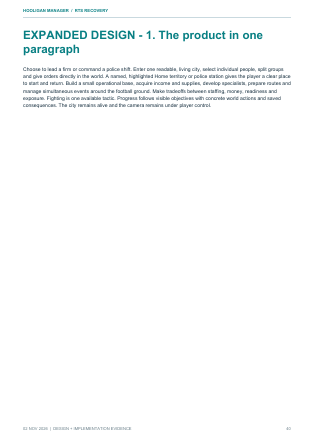 HOOLIGAN MANAGER / RTS RECOVERY
EXPANDED DESIGN - 1. The product in one
paragraph
Choose to lead a firm or command a police shift. Enter one readable, living city, select individual people, split groups
and give orders directly in the world. A named, highlighted Home territory or police station gives the player a clear place
to start and return. Build a small operational base, acquire income and supplies, develop specialists, prepare routes and
manage simultaneous events around the football ground. Make tradeoffs between staffing, money, readiness and
exposure. Fighting is one available tactic. Progress follows visible objectives with concrete world actions and saved
consequences. The city remains alive and the camera remains under player control.
02 NOV 2025 | DESIGN + IMPLEMENTATION EVIDENCE